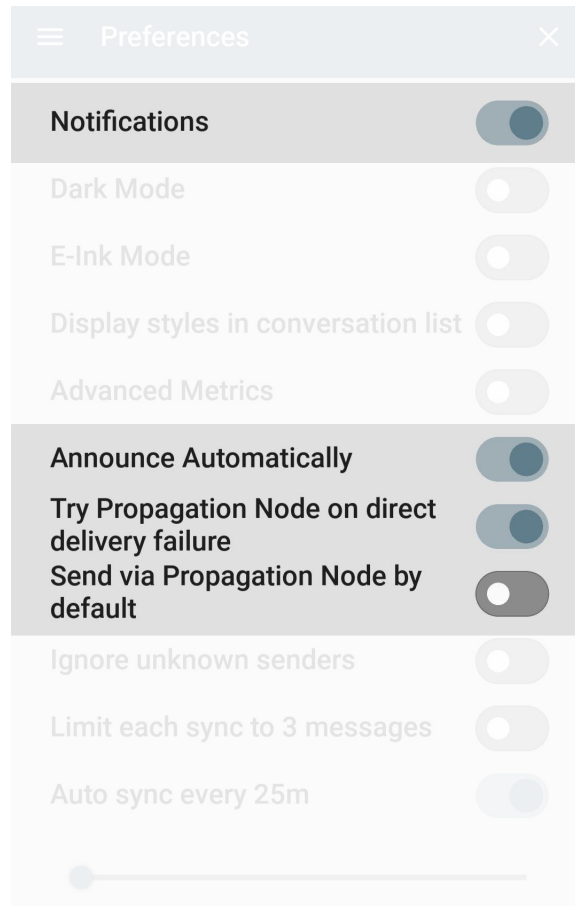 Preferences
Notifications
Dark Mode
E-Ink Mode
Display styles in conversation list
Advanced Metrics
Announce Automatically
Try Propagation Node on direct
delivery failure
Send via Propagation Node by
default
Ignore unknown senders
Limit each sync to 3 messages
Auto sync every 25m